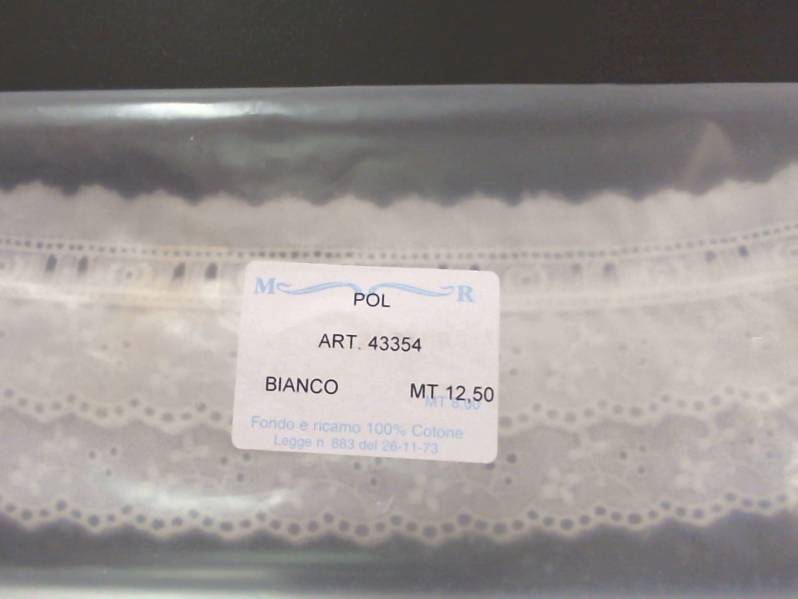 M R
POL
ART. 43354
BIANCO MT 12,50
Fondo e ricamo 100% Cotone
Legge n. 883 del 26-11-73